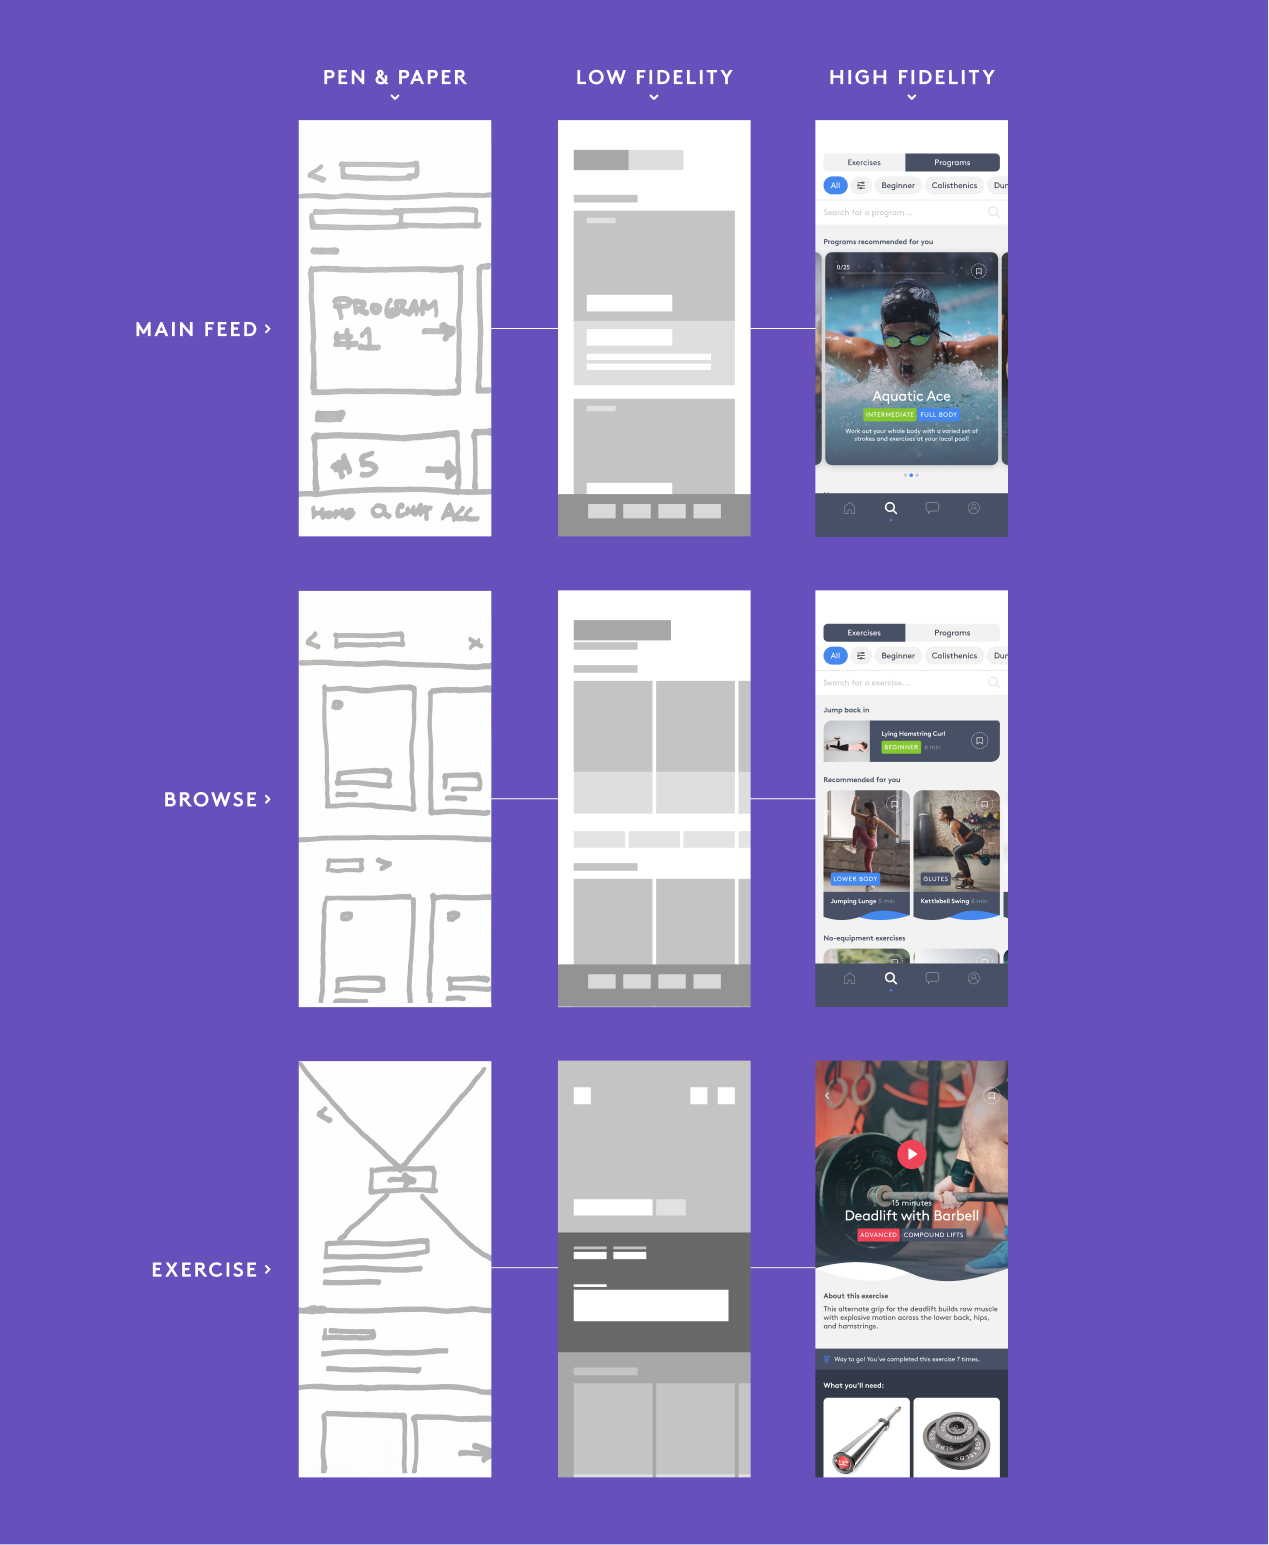 PEN & PAPER
LOW FIDELITY
HIGH FIDELITY
MAIN FEED
PROGRAM
#1
#5
HOME
CHAT ACC
Exercises
Programs
All
Beginner
Calisthenics
Dur
Search for a program...
Programs recommended for you
0/25
Aquatic Ace
INTERMEDIATE FULL BODY
Work out your whole body with a varied set of
strokes and exercises at your local pool!
BROWSE
Exercises
Programs
All
Beginner
Calisthenics
Dur
Search for a exercise...
Jump back in
Lying Hamstring Curl
BEGINNER 6 min
Recommended for you
LOWER BODY
Jumping Lunge 5 min
GLUTES
Kettlebell Swing 6 min
No-equipment exercises
EXERCISE
15 minutes
Deadlift with Barbell
ADVANCED COMPOUND LIFTS
About this exercise
This alternate grip for the deadlift builds raw muscle
with explosive motion across the lower back, hips,
and hamstrings.
Way to go! You've completed this exercise 7 times.
What you'll need: